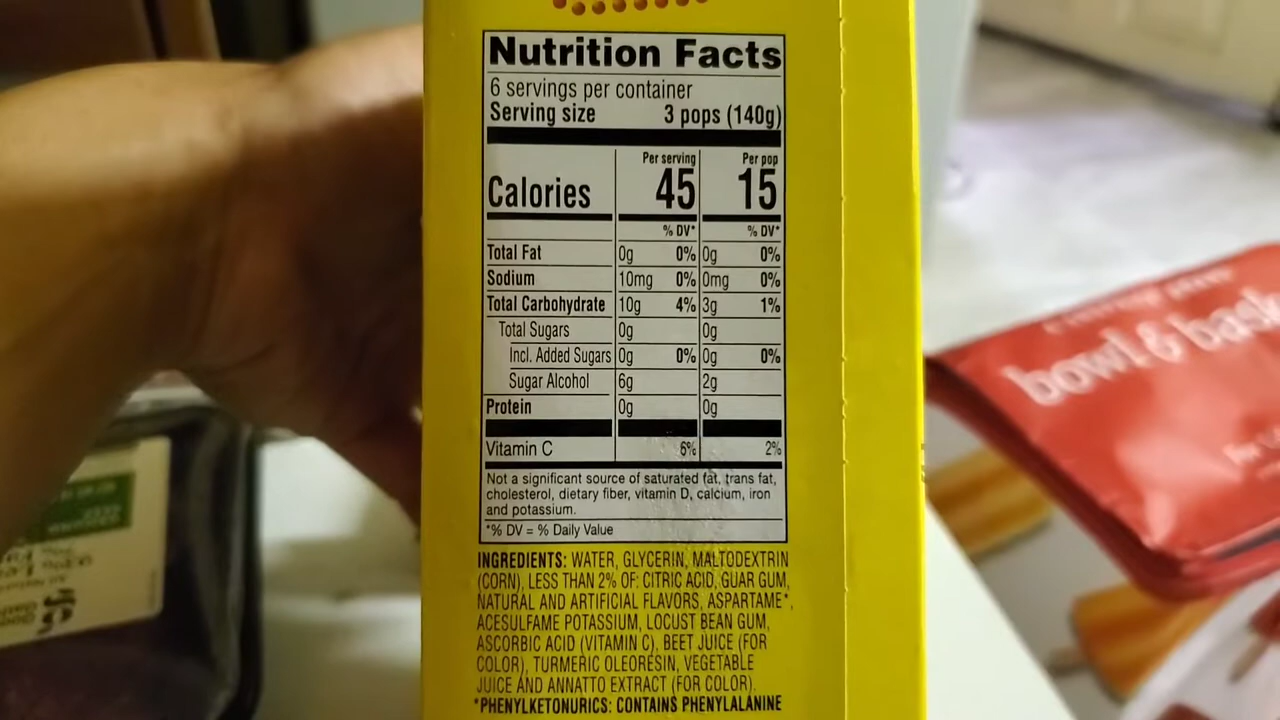 Nutrition Facts
6 servings per container
Serving size 3 pops (140g)
Per serving Per pop
Calories 45 15
% DV* % DV*
Total Fat 0g 0% 0g 0%
Sodium 10mg 0% 0mg 0%
Total Carbohydrate 10g 4% 3g 1%
Total Sugars 0g 0g
Incl. Added Sugars 0g 0% 0g 0%
Sugar Alcohol 6g 2g
Protein 0g 0g
Vitamin C 6% 2%
Not a significant source of saturated fat, trans fat,
cholesterol, dietary fiber, vitamin D, calcium, iron
and potassium.
*% DV = % Daily Value
INGREDIENTS: WATER, GLYCERIN, MALTODEXTRIN
(CORN), LESS THAN 2% OF: CITRIC ACID, GUAR GUM,
NATURAL AND ARTIFICIAL FLAVORS, ASPARTAME*,
ACESULFAME POTASSIUM, LOCUST BEAN GUM,
ASCORBIC ACID (VITAMIN C), BEET JUICE (FOR
COLOR), TURMERIC OLEORESIN, VEGETABLE
JUICE AND ANNATTO EXTRACT (FOR COLOR).
*PHENYLKETONURICS: CONTAINS PHENYLALANINE
bowl & bask